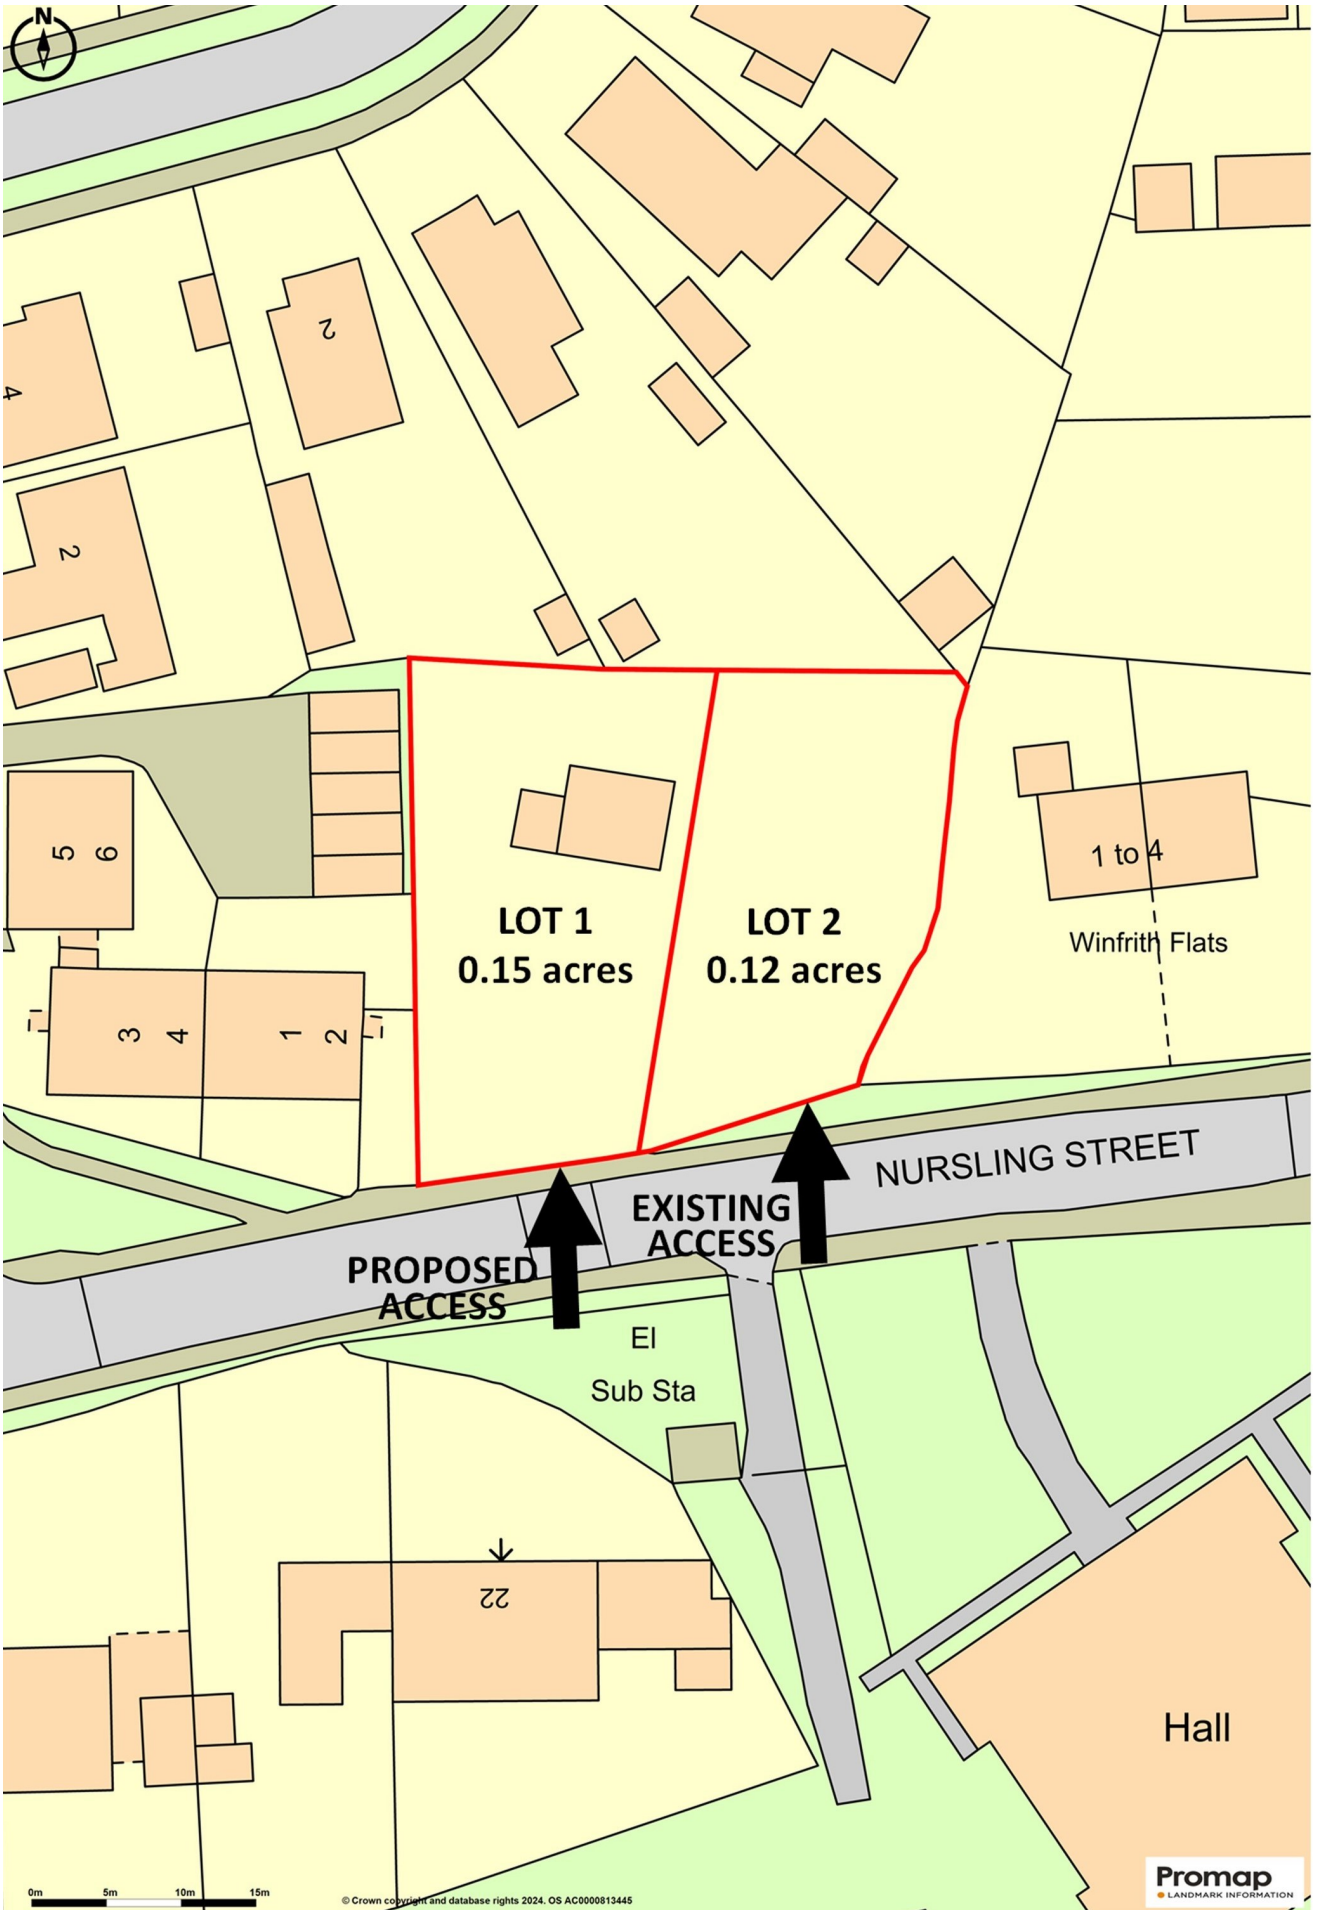 N
2
4
2
5
6
1 to 4
LOT 1
0.15 acres
LOT 2
0.12 acres
Winfrith Flats
3
4
1
2
NURSLING STREET
EXISTING
ACCESS
PROPOSED
ACCESS
El
Sub Sta
22
Hall
0m 5m 10m 15m
© Crown copyright and database rights 2024. OS AC0000813445
Promap
LANDMARK INFORMATION